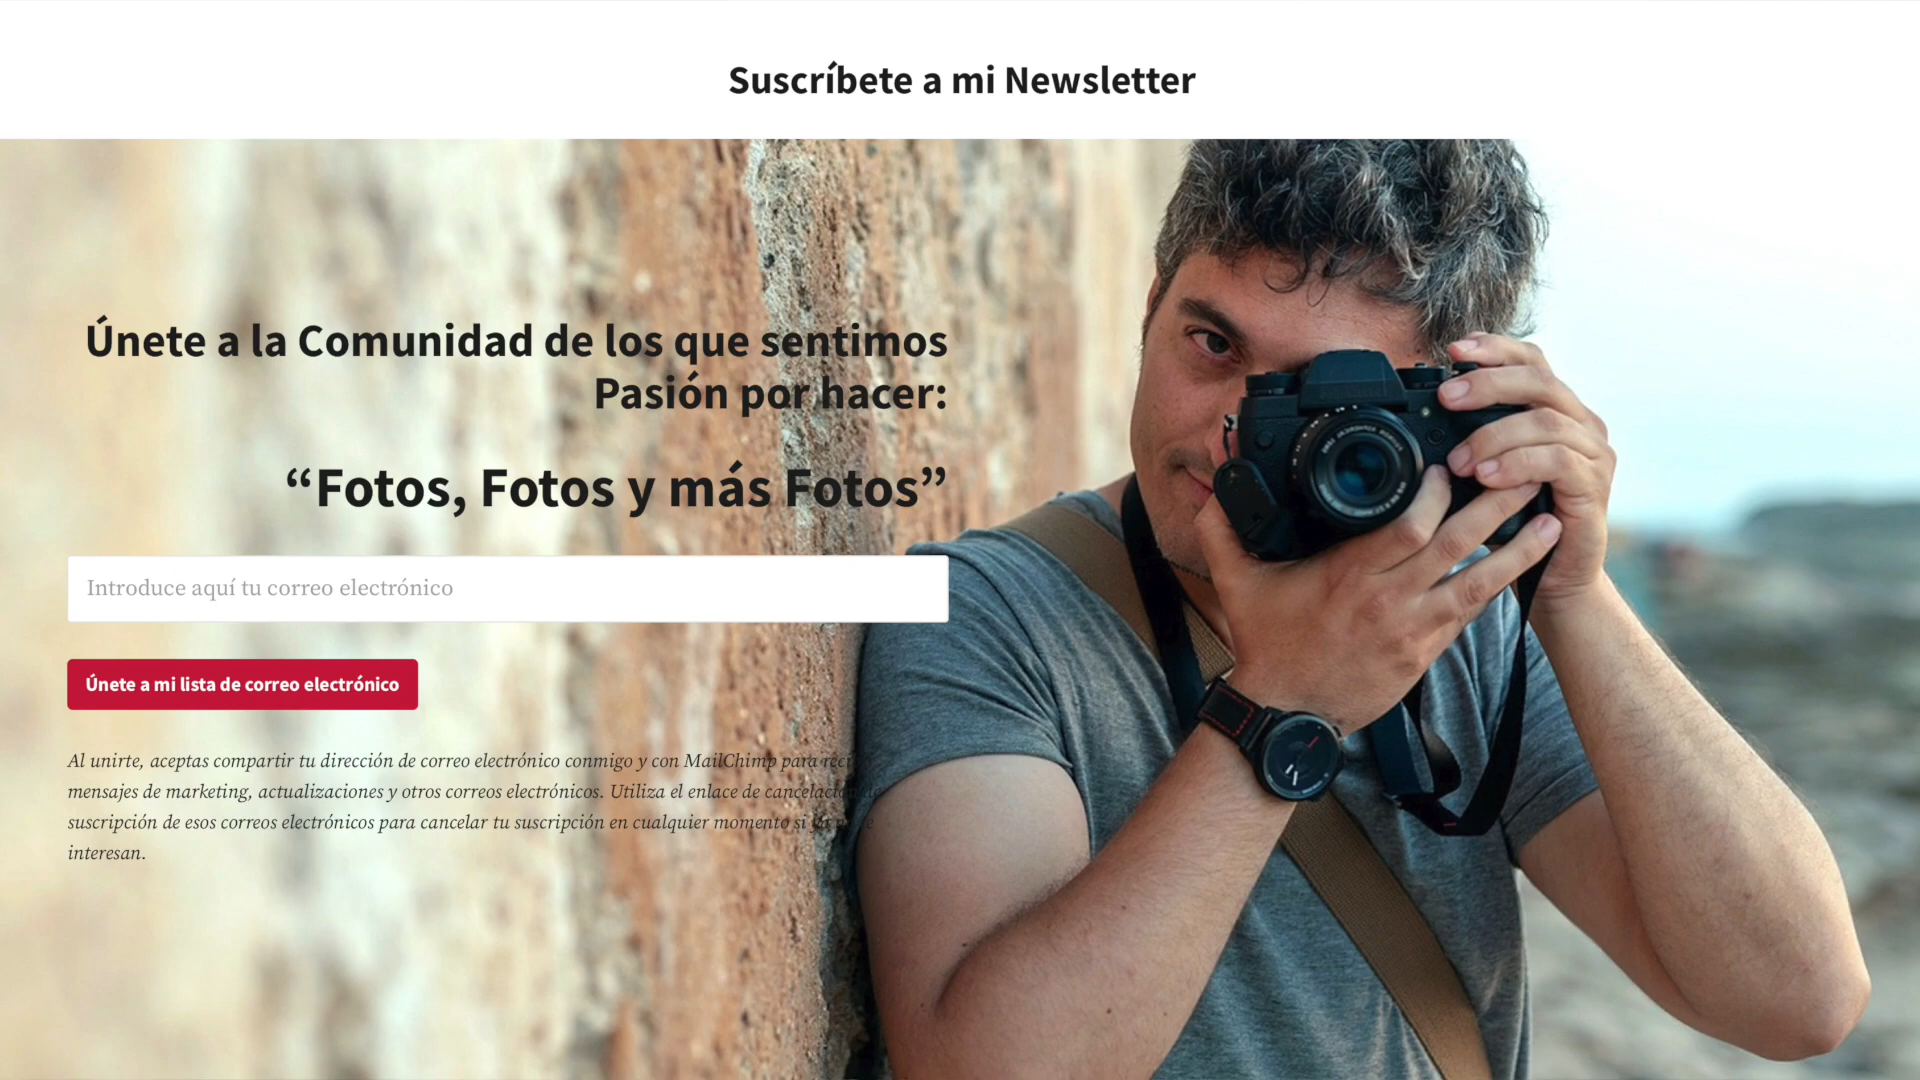 Suscríbete a mi Newsletter
Únete a la Comunidad de los que sentimos
Pasión por hacer:
“Fotos, Fotos y más Fotos”
Introduce aquí tu correo electrónico
Únete a mi lista de correo electrónico
Al unirte, aceptas compartir tu dirección de correo electrónico conmigo y con MailChimp para
mensajes de marketing, actualizaciones y otros correos electrónicos. Utiliza el enlace de cancelación de
suscripción de esos correos electrónicos para cancelar tu suscripción en cualquier momento si
interesan.